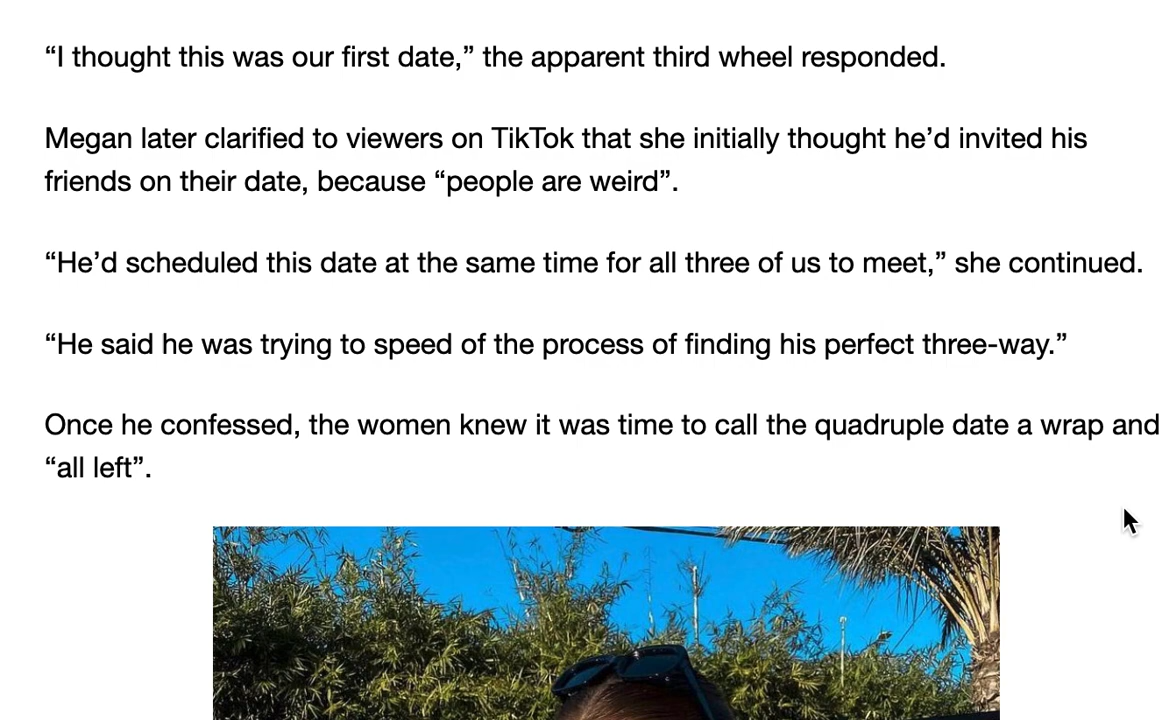 “I thought this was our first date,” the apparent third wheel responded.
Megan later clarified to viewers on TikTok that she initially thought he’d invited his
friends on their date, because “people are weird”.
“He’d scheduled this date at the same time for all three of us to meet,” she continued.
“He said he was trying to speed of the process of finding his perfect three-way.”
Once he confessed, the women knew it was time to call the quadruple date a wrap and
“all left”.